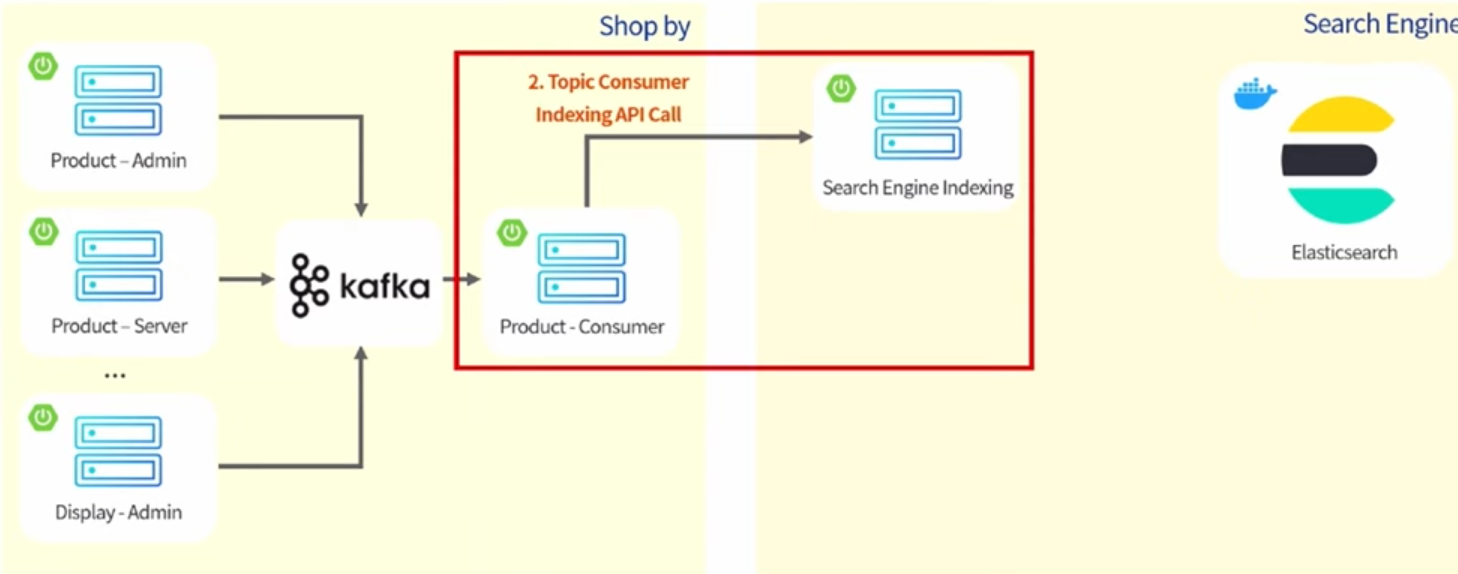 Shop by
Search Engine
2. Topic Consumer
Indexing API Call
Product – Admin
Search Engine Indexing
Elasticsearch
kafka
Product – Server
Product - Consumer
...
Display - Admin